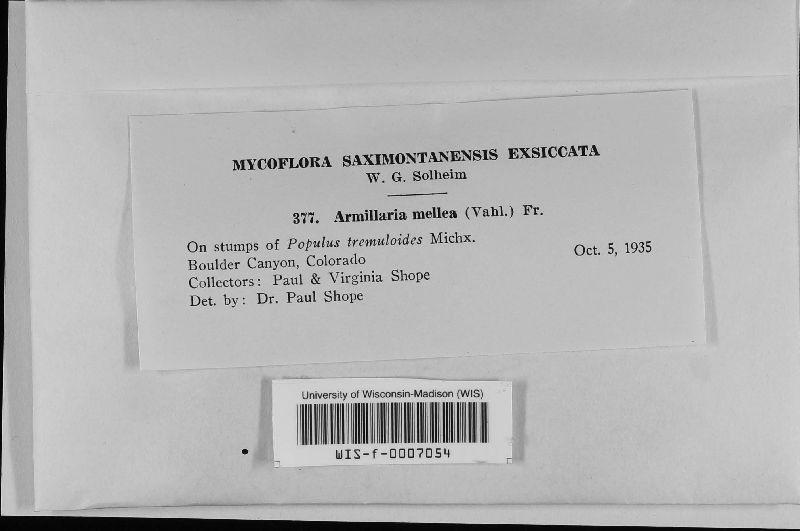 MYCOFLORA SAXIMONTANENSIS EXSICCATA
W. G. Solheim
377. Armillaria mellea (Vahl.) Fr.
On stumps of Populus tremuloides Michx.
Boulder Canyon, Colorado
Oct. 5, 1935
Collectors: Paul & Virginia Shope
Det. by: Dr. Paul Shope
University of Wisconsin-Madison (WIS)
WIS-f-0007054